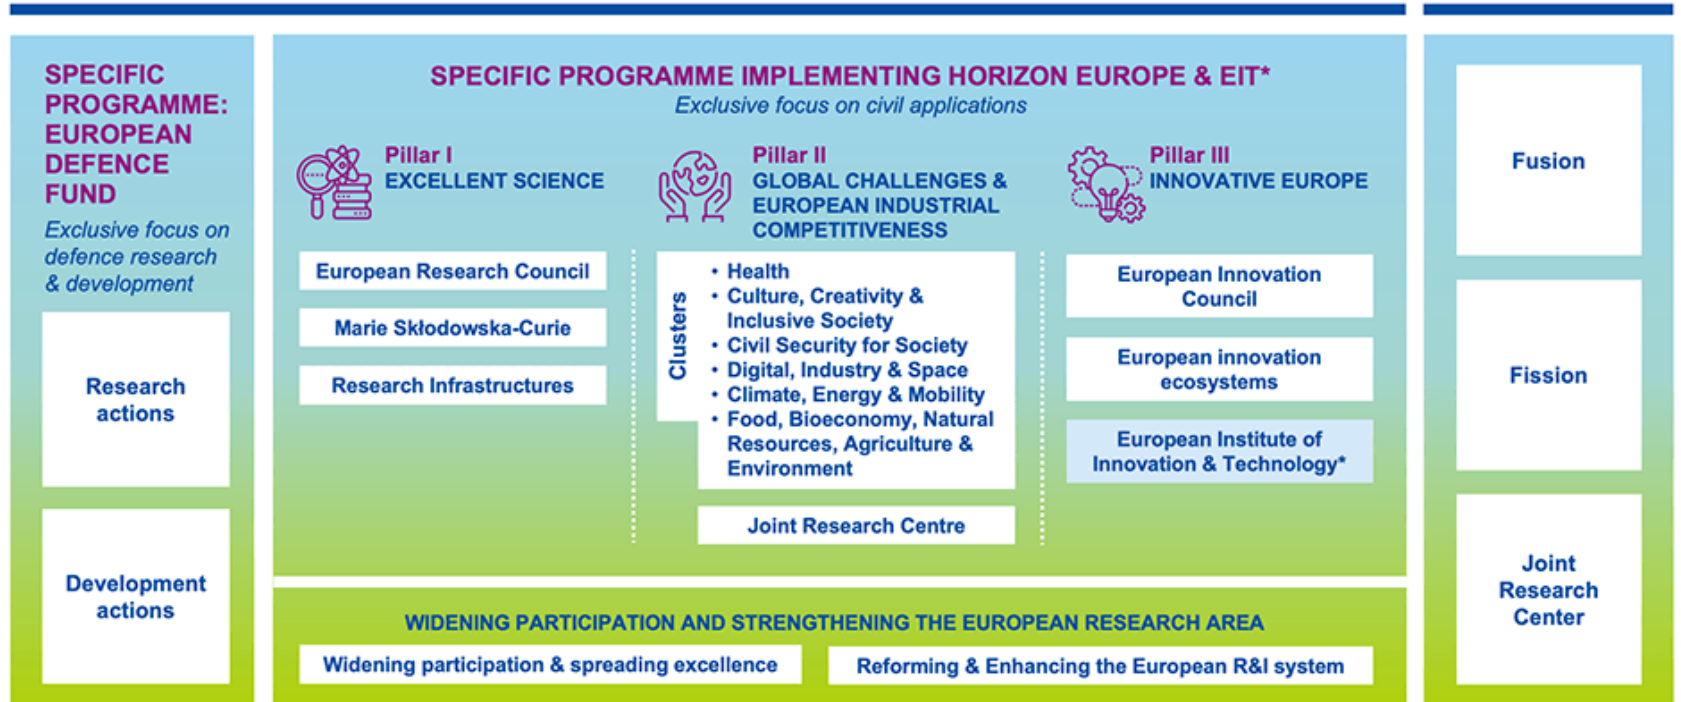 SPECIFIC
PROGRAMME:
EUROPEAN
DEFENCE
FUND
Exclusive focus on
defence research
& development
Research
actions
Development
actions
SPECIFIC PROGRAMME IMPLEMENTING HORIZON EUROPE & EIT*
Exclusive focus on civil applications
Pillar I
EXCELLENT SCIENCE
European Research Council
Marie Skłodowska-Curie
Research Infrastructures
Pillar II
GLOBAL CHALLENGES &
EUROPEAN INDUSTRIAL
COMPETITIVENESS
Clusters
• Health
• Culture, Creativity &
Inclusive Society
• Civil Security for Society
• Digital, Industry & Space
• Climate, Energy & Mobility
• Food, Bioeconomy, Natural
Resources, Agriculture &
Environment
Joint Research Centre
Pillar III
INNOVATIVE EUROPE
European Innovation
Council
European innovation
ecosystems
European Institute of
Innovation & Technology*
WIDENING PARTICIPATION AND STRENGTHENING THE EUROPEAN RESEARCH AREA
Widening participation & spreading excellence
Reforming & Enhancing the European R&I system
Fusion
Fission
Joint
Research
Center